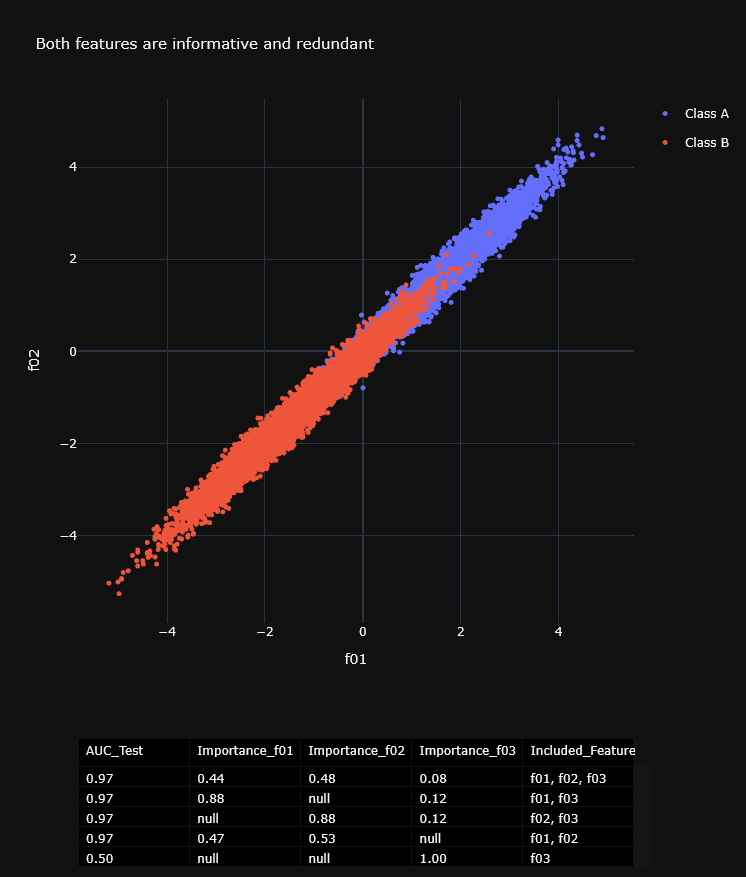 Both features are informative and redundant
Class A
Class B
4
2
0
−2
−4
f02
−4 −2 0 2 4
f01
AUC_Test Importance_f01 Importance_f02 Importance_f03 Included_Feature
0.97 0.44 0.48 0.08 f01, f02, f03
0.97 0.88 null 0.12 f01, f03
0.97 null 0.88 0.12 f02, f03
0.97 0.47 0.53 null f01, f02
0.50 null null 1.00 f03